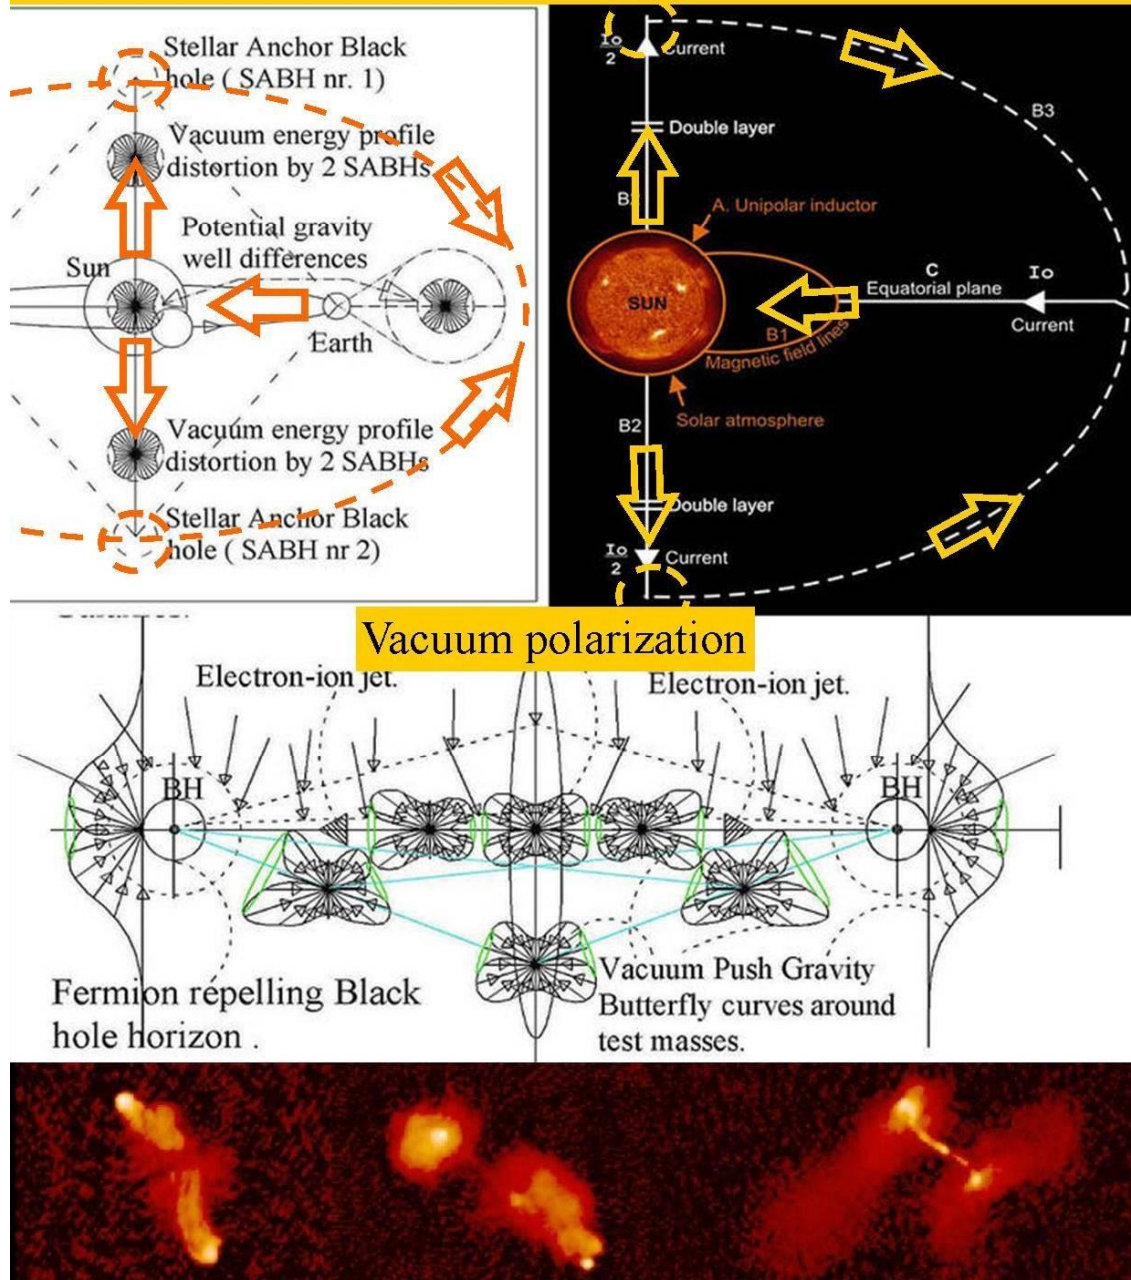 Stellar Anchor Black
hole ( SABH nr. 1)
Vacuum energy profile
distortion by 2 SABHs
Potential gravity
well differences
Sun
Earth
Vacuum energy profile
distortion by 2 SABHs
Stellar Anchor Black
hole ( SABH nr 2)
Io
2
Current
B3
Double layer
A. Unipolar inductor
SUN
C
Io
Equatorial plane
Current
B1
Magnetic field lines
Solar atmosphere
B2
Double layer
Io
2
Current
Vacuum polarization
Electron-ion jet.
Electron-ion jet.
BH
BH
Fermion repelling Black
hole horizon .
Vacuum Push Gravity
Butterfly curves around
test masses.